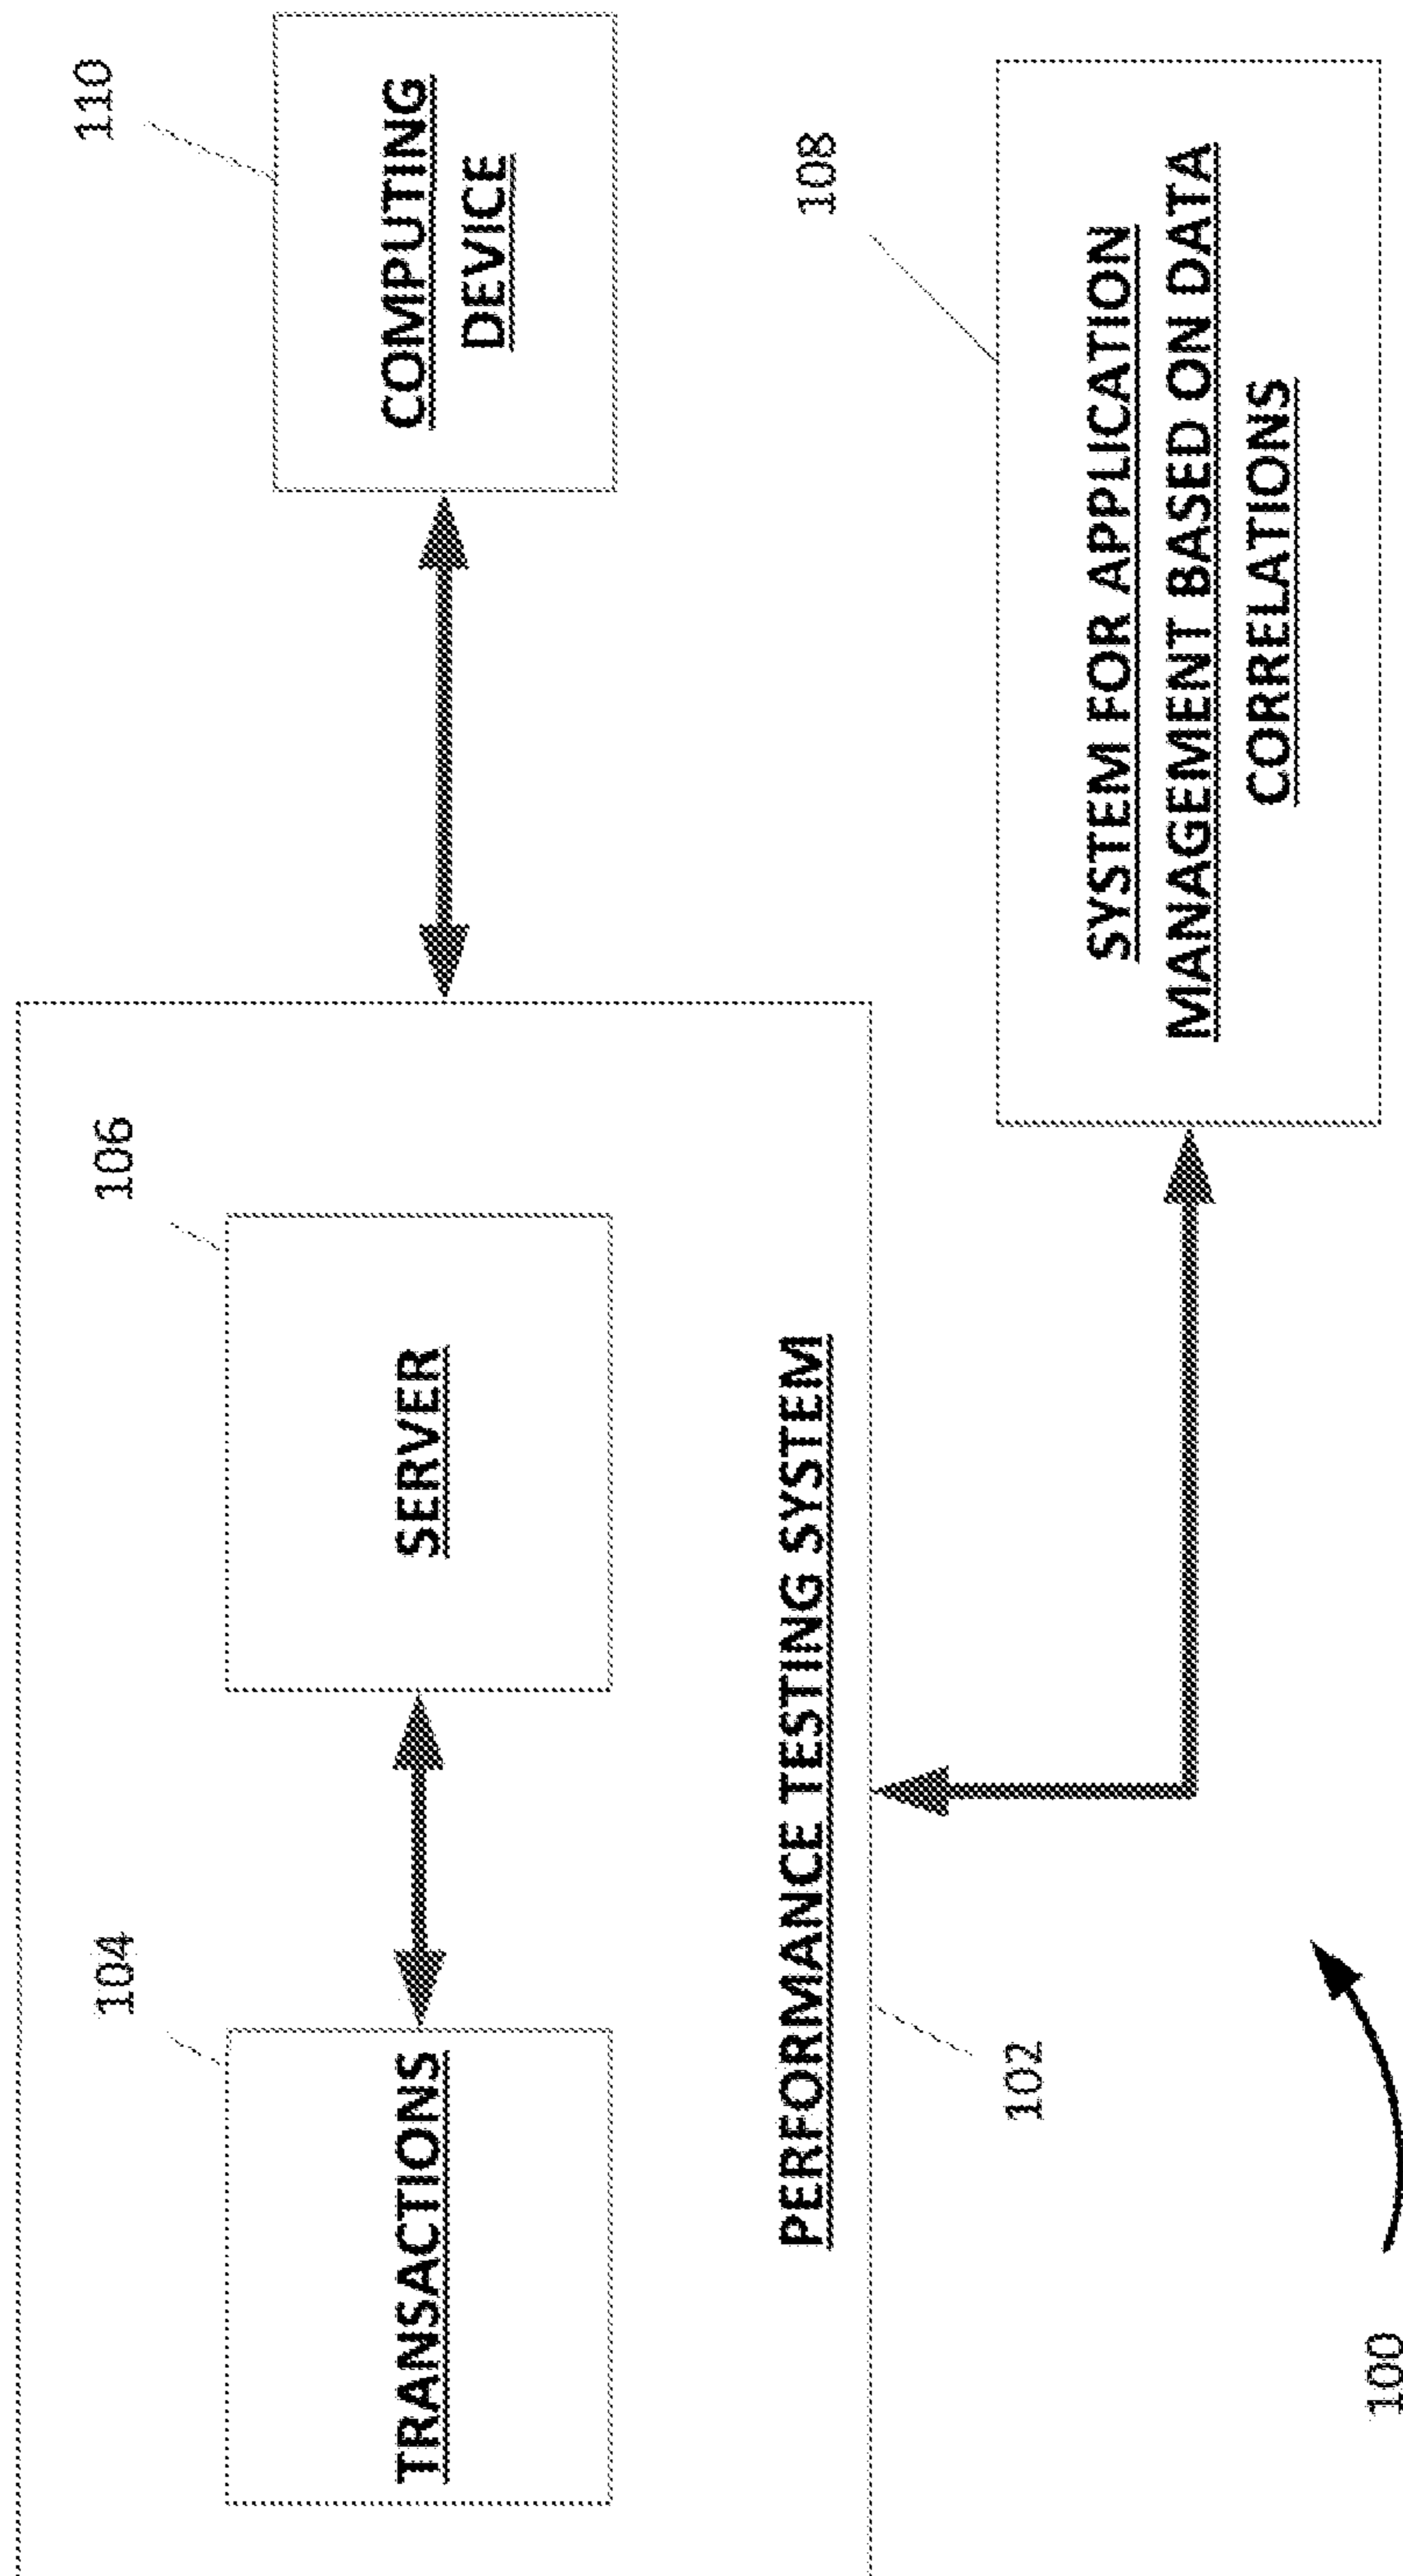 104
TRANSACTIONS
106
SERVER
PERFORMANCE TESTING SYSTEM
102
110
COMPUTING
DEVICE
108
SYSTEM FOR APPLICATION
MANAGEMENT BASED ON DATA
CORRELATIONS
100